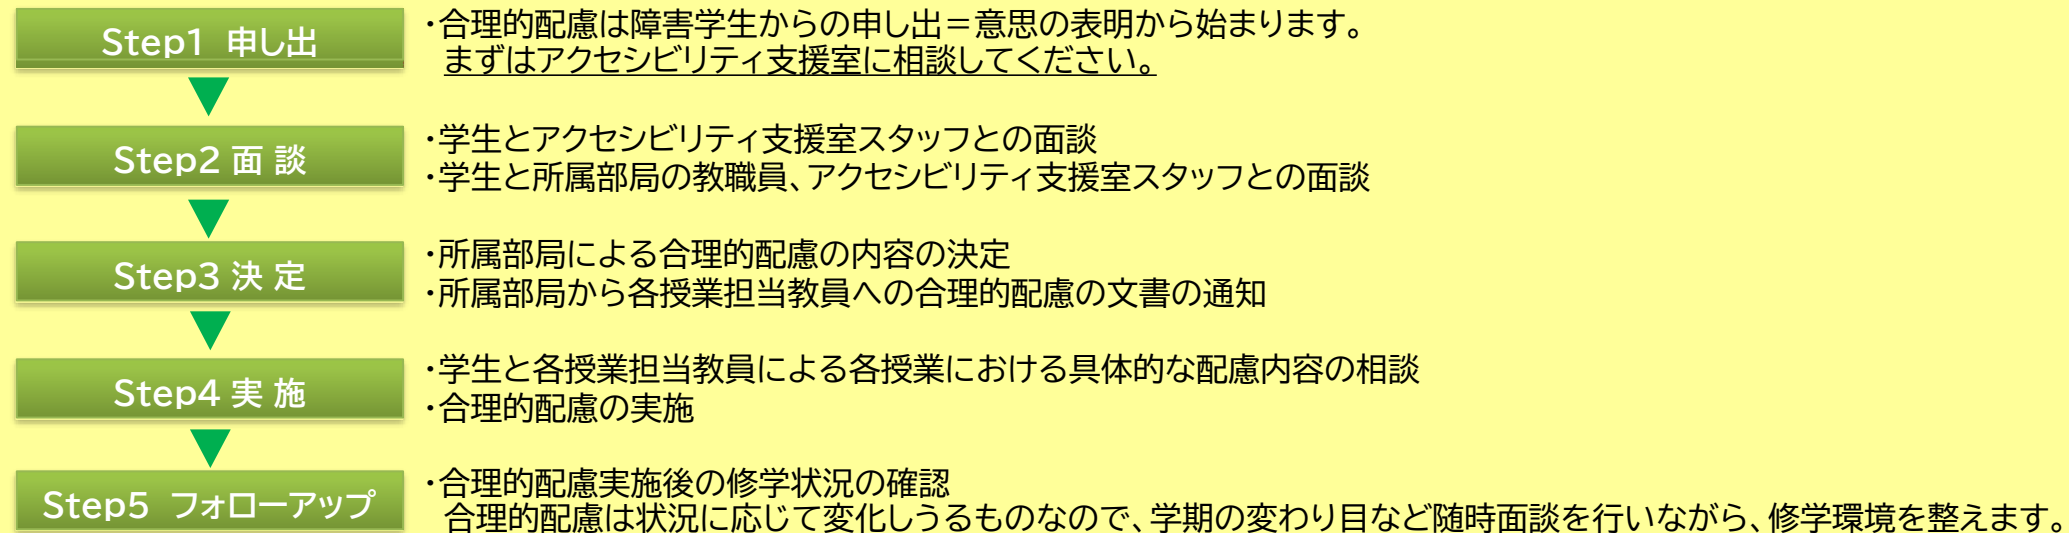 Step1 申し出
・合理的配慮は障害学生からの申し出＝意思の表明から始まります。
まずはアクセシビリティ支援室に相談してください。
Step2 面 談
・学生とアクセシビリティ支援室スタッフとの面談
・学生と所属部局の教職員、アクセシビリティ支援室スタッフとの面談
Step3 決 定
・所属部局による合理的配慮の内容の決定
・所属部局から各授業担当教員への合理的配慮の文書の通知
Step4 実 施
・学生と各授業担当教員による各授業における具体的な配慮内容の相談
・合理的配慮の実施
Step5 フォローアップ
・合理的配慮実施後の修学状況の確認
合理的配慮は状況に応じて変化しうるものなので、学期の変わり目など随時面談を行いながら、修学環境を整えます。